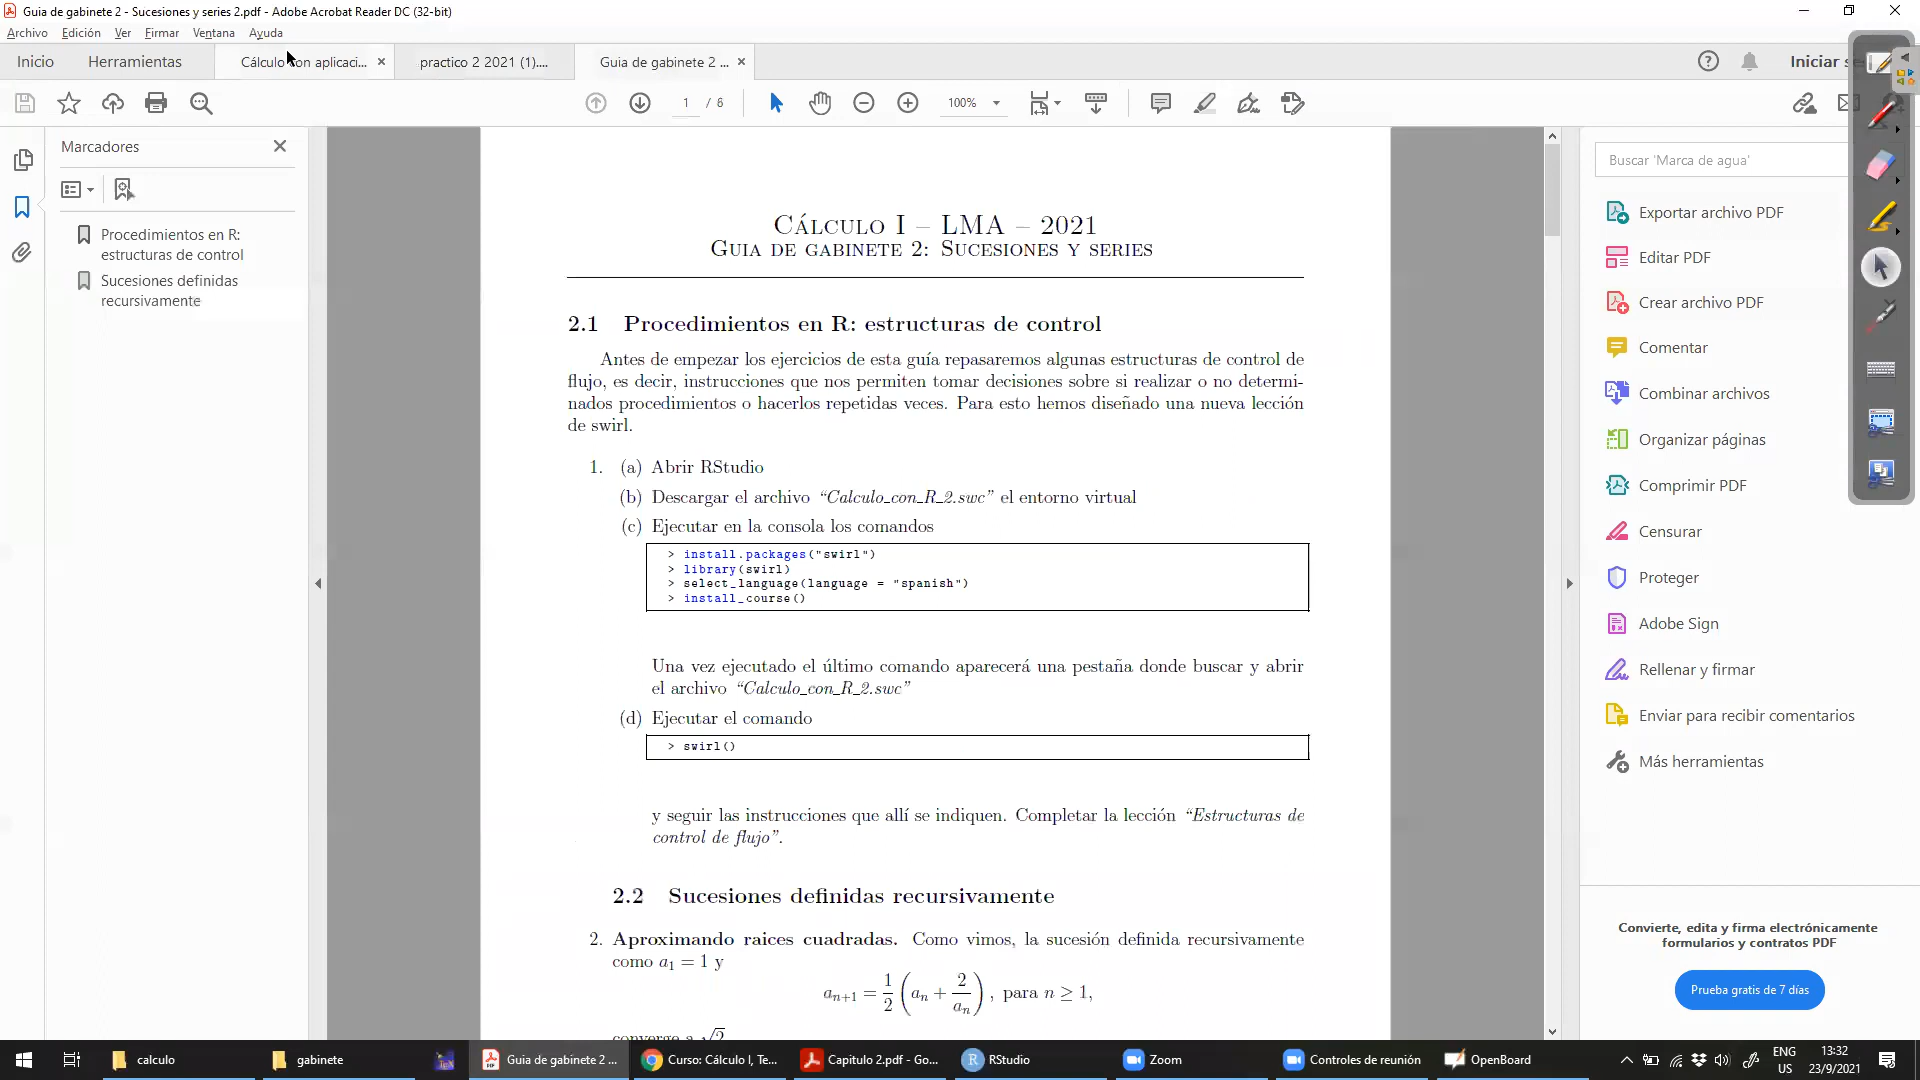 Guia de gabinete 2 - Sucesiones y series 2.pdf - Adobe Acrobat Reader DC (32-bit)
Archivo Edición Ver Firmar Ventana Ayuda
Inicio Herramientas Cálculo con aplicaci... × practico 2 2021 (1).... Guia de gabinete 2 ... × Iniciar se
1 / 6 100%
Marcadores
Procedimientos en R:
estructuras de control
Sucesiones definidas
recursivamente
CÁLCULO I – LMA – 2021
GUIA DE GABINETE 2: SUCESIONES Y SERIES
2.1 Procedimientos en R: estructuras de control
Antes de empezar los ejercicios de esta guía repasaremos algunas estructuras de control de
flujo, es decir, instrucciones que nos permiten tomar decisiones sobre si realizar o no determi-
nados procedimientos o hacerlos repetidas veces. Para esto hemos diseñado una nueva lección
de swirl.
1. (a) Abrir RStudio
(b) Descargar el archivo “Calculo_con_R_2.swc” el entorno virtual
(c) Ejecutar en la consola los comandos
> install.packages("swirl")
> library(swirl)
> select_language(language = "spanish")
> install_course()
Una vez ejecutado el último comando aparecerá una pestaña donde buscar y abrir
el archivo “Calculo_con_R_2.swc”
(d) Ejecutar el comando
> swirl()
y seguir las instrucciones que allí se indiquen. Completar la lección “Estructuras de
control de flujo”.
2.2 Sucesiones definidas recursivamente
2. Aproximando raices cuadradas. Como vimos, la sucesión definida recursivamente
como a₁ = 1 y
aₙ₊₁ = 1/2 (aₙ + 2/aₙ), para n ≥ 1,
converge a √2
Buscar 'Marca de agua'
Exportar archivo PDF
Editar PDF
Crear archivo PDF
Comentar
Combinar archivos
Organizar páginas
Comprimir PDF
Censurar
Proteger
Adobe Sign
Rellenar y firmar
Enviar para recibir comentarios
Más herramientas
Convierte, edita y firma electrónicamente
formularios y contratos PDF
Prueba gratis de 7 días
calculo gabinete Guia de gabinete 2 ... Curso: Cálculo I, Te... Capitulo 2.pdf - Go... RStudio Zoom Controles de reunión OpenBoard ENG 13:32
US 23/9/2021